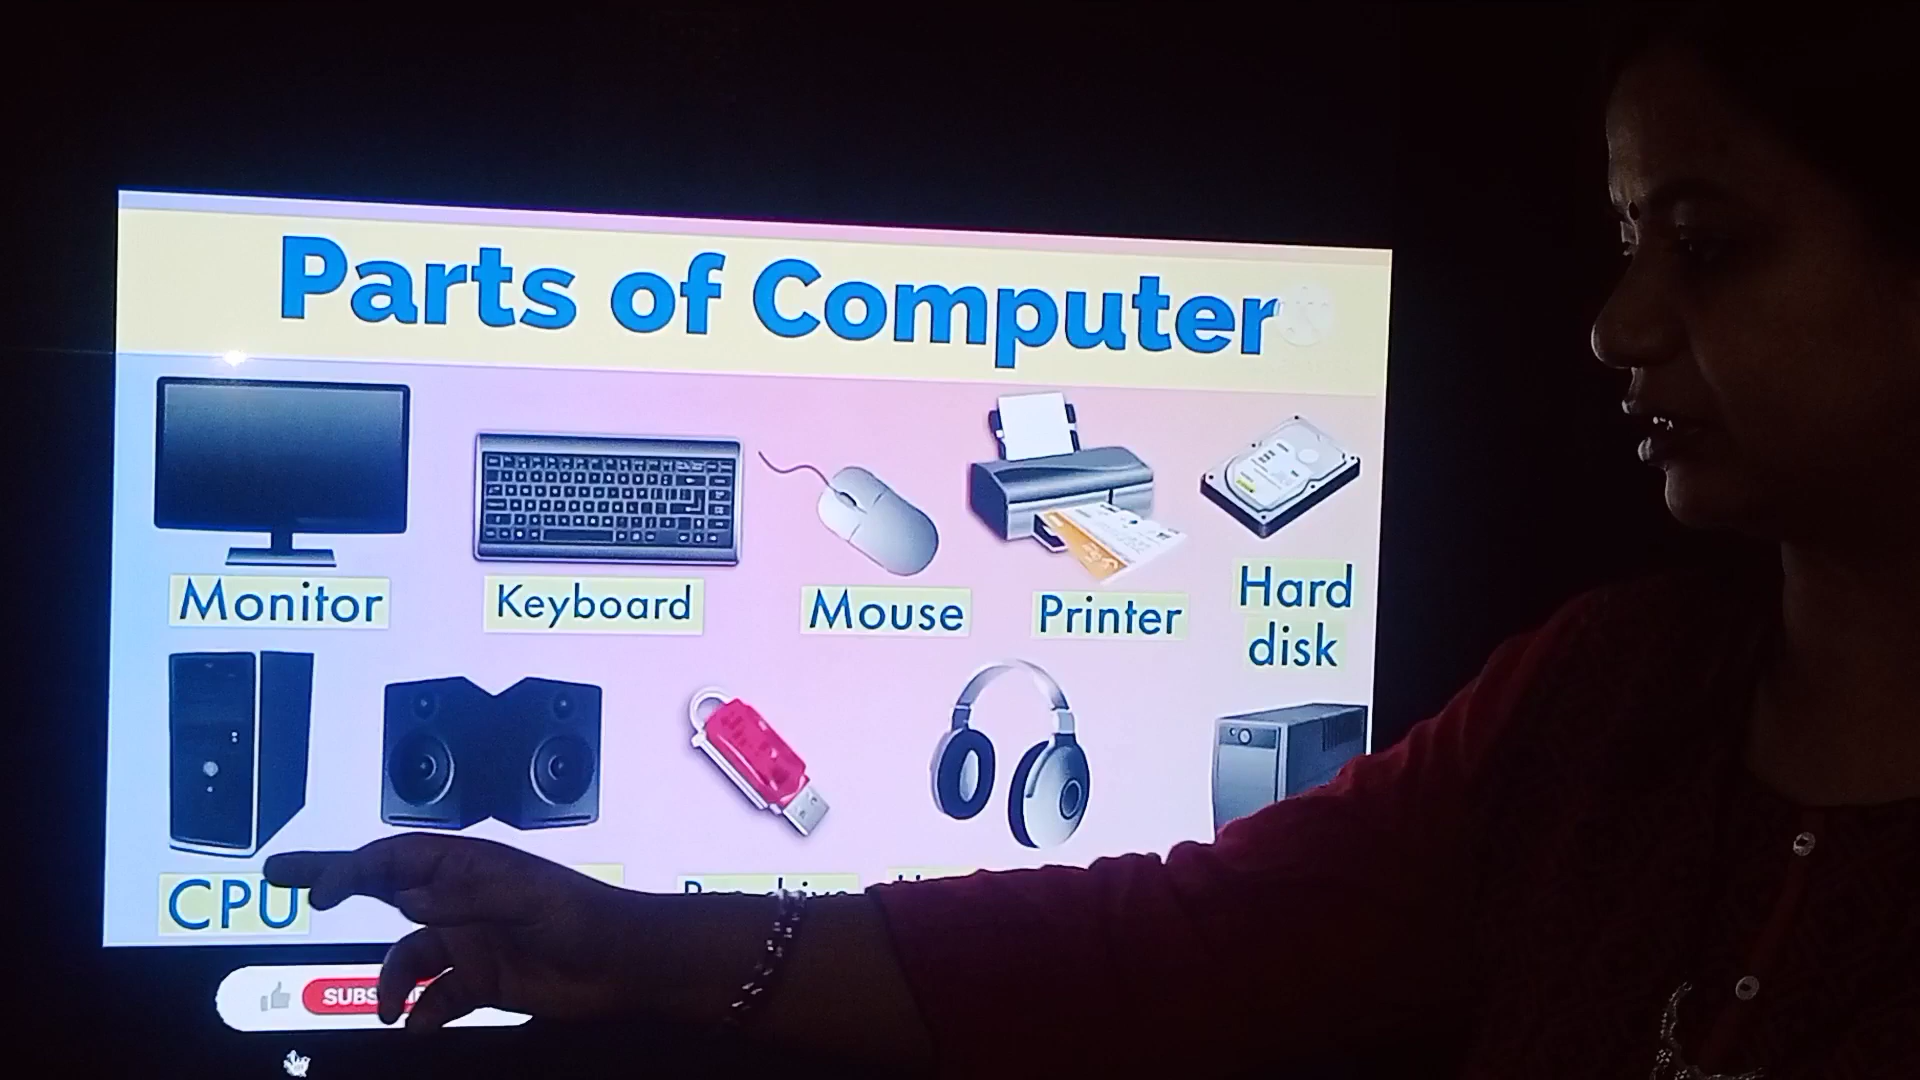 Parts of Computer
Monitor
Keyboard
Mouse
Printer
Hard
disk
CPU